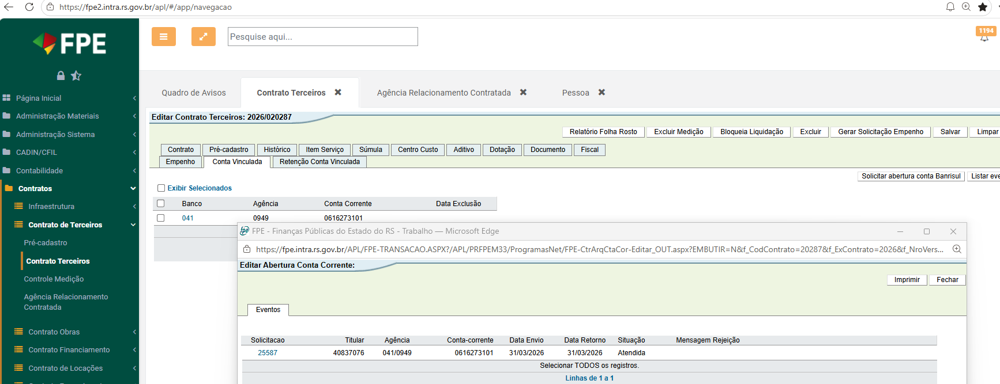 https://fpe2.intra.rs.gov.br/apl/#/app/navegacao
FPE
Pesquise aqui...
1194
Página Inicial
Administração Materiais
Administração Sistema
CADIN/CFIL
Contabilidade
Contratos
Infraestrutura
Contrato de Terceiros
Pré-cadastro
Contrato Terceiros
Controle Medição
Agência Relacionamento
Contratada
Contrato Obras
Contrato Financiamento
Contrato de Locações
Quadro de Avisos
Contrato Terceiros
Agência Relacionamento Contratada
Pessoa
Editar Contrato Terceiros: 2026/020287
Relatório Folha Rosto Excluir Medição Bloqueia Liquidação Excluir Gerar Solicitação Empenho Salvar Limpar
Contrato Pré-cadastro Histórico Item Serviço Súmula Centro Custo Aditivo Dotação Documento Fiscal
Empenho Conta Vinculada Retenção Conta Vinculada
Solicitar abertura conta Banrisul Listar eve
Exibir Selecionados
Banco Agência Conta Corrente Data Exclusão
041 0949 0616273101
fpe FPE - Finanças Públicas do Estado do RS - Trabalho — Microsoft Edge
https://fpe.intra.rs.gov.br/APL/FPE-TRANSACAO.ASPX?/APL/PRFPEM33/ProgramasNet/FPE-CtrArqCtaCor-Editar_OUT.aspx?EMBUTIR=N&f_CodContrato=20287&f_ExContrato=2026&f_NroVers...
Editar Abertura Conta Corrente:
Imprimir Fechar
Eventos
Solicitacao Titular Agência Conta-corrente Data Envio Data Retorno Situação Mensagem Rejeição
25587 40837076 041/0949 0616273101 31/03/2026 31/03/2026 Atendida
Selecionar TODOS os registros.
Linhas de 1 a 1